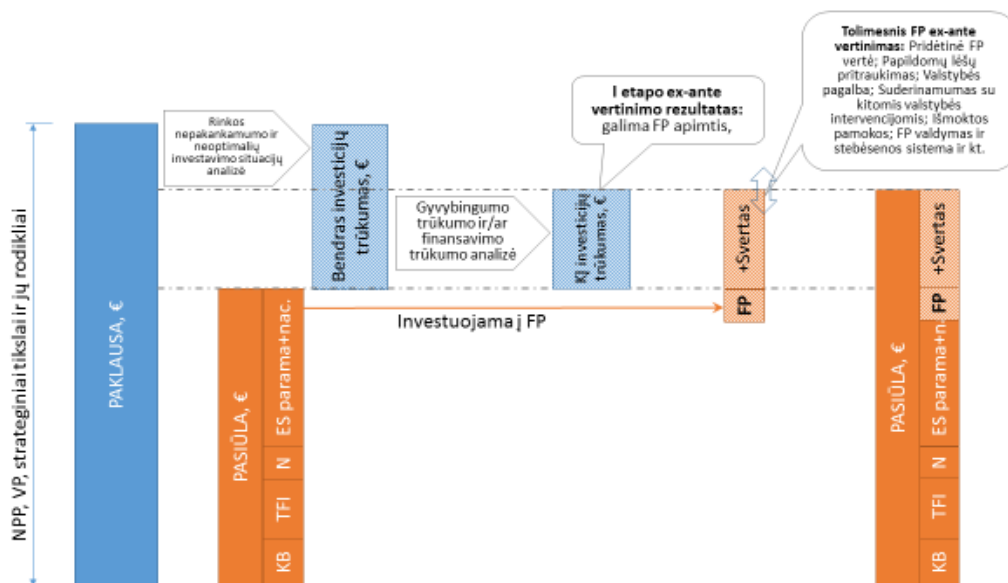 Tolimesnis FP ex-ante
vertinimas: Pridėtinė FP
vertė; Papildomų lėšų
pritraukimas; Valstybės
pagalba; Suderinamumas su
kitomis valstybės
intervencijomis; Išmoktos
pamokos; FP valdymo ir
stebėsenos sistema ir kt.
I etapo ex-ante
vertinimo rezultatas:
galima FP apimtis,
Rinkos
nepakankamumo ir
neoptimalių
investavimo situacijų
analizė
Bendras investicijų
trūkumas, €
Gyvybingumo
trūkumo ir/ar
finansavimo
trūkumo analizė
KĮ investicijų
trūkumas, €
+Svertas
FP
+Svertas
FP
NPP, VP, strateginiai tikslai ir jų rodikliai
PAKLAUSA, €
PASIŪLA, €
ES parama+nac.
N
TFI
KB
Investuojama į FP
PASIŪLA, €
ES parama+na
N
TFI
KB